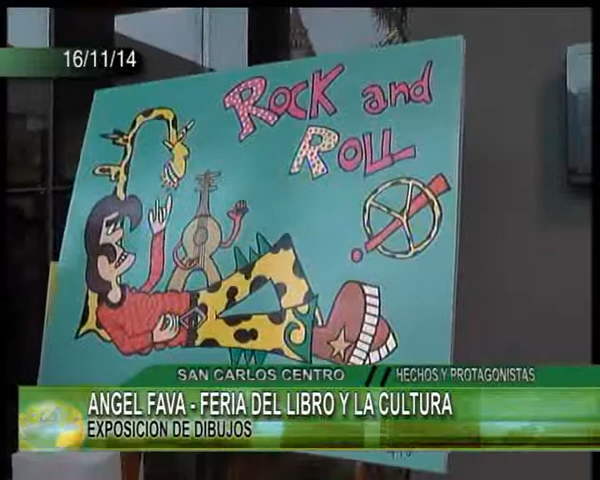 16/11/14
Rock and
Roll
SAN CARLOS CENTRO // HECHOS Y PROTAGONISTAS
ANGEL FAVA - FERIA DEL LIBRO Y LA CULTURA
EXPOSICION DE DIBUJOS